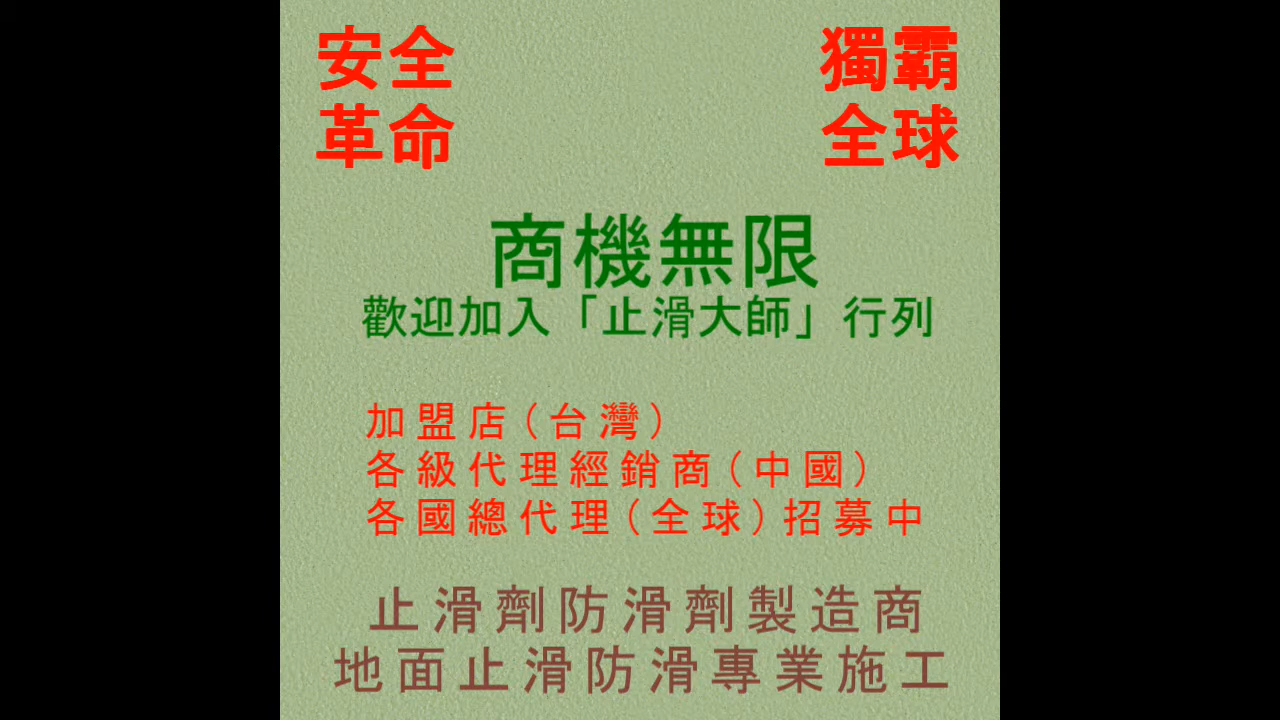 安全
革命
獨霸
全球
商機無限
歡迎加入「止滑大師」行列
加盟店(台灣)
各級代理經銷商(中國)
各國總代理(全球)招募中
止滑劑防滑劑製造商
地面止滑防滑專業施工